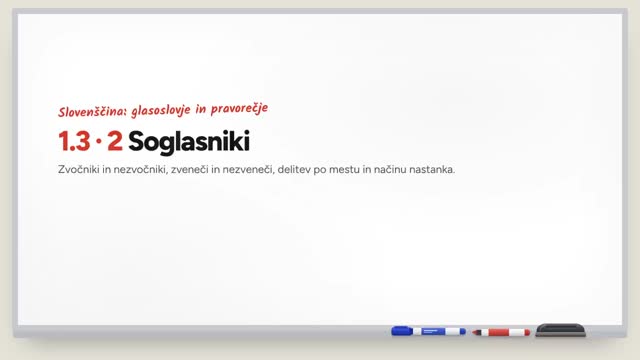 Slovenščina: glasoslovje in pravorečje
1.3 · 2 Soglasniki
Zvočniki in nezvočniki, zveneči in nezveneči, delitev po mestu in načinu nastanka.